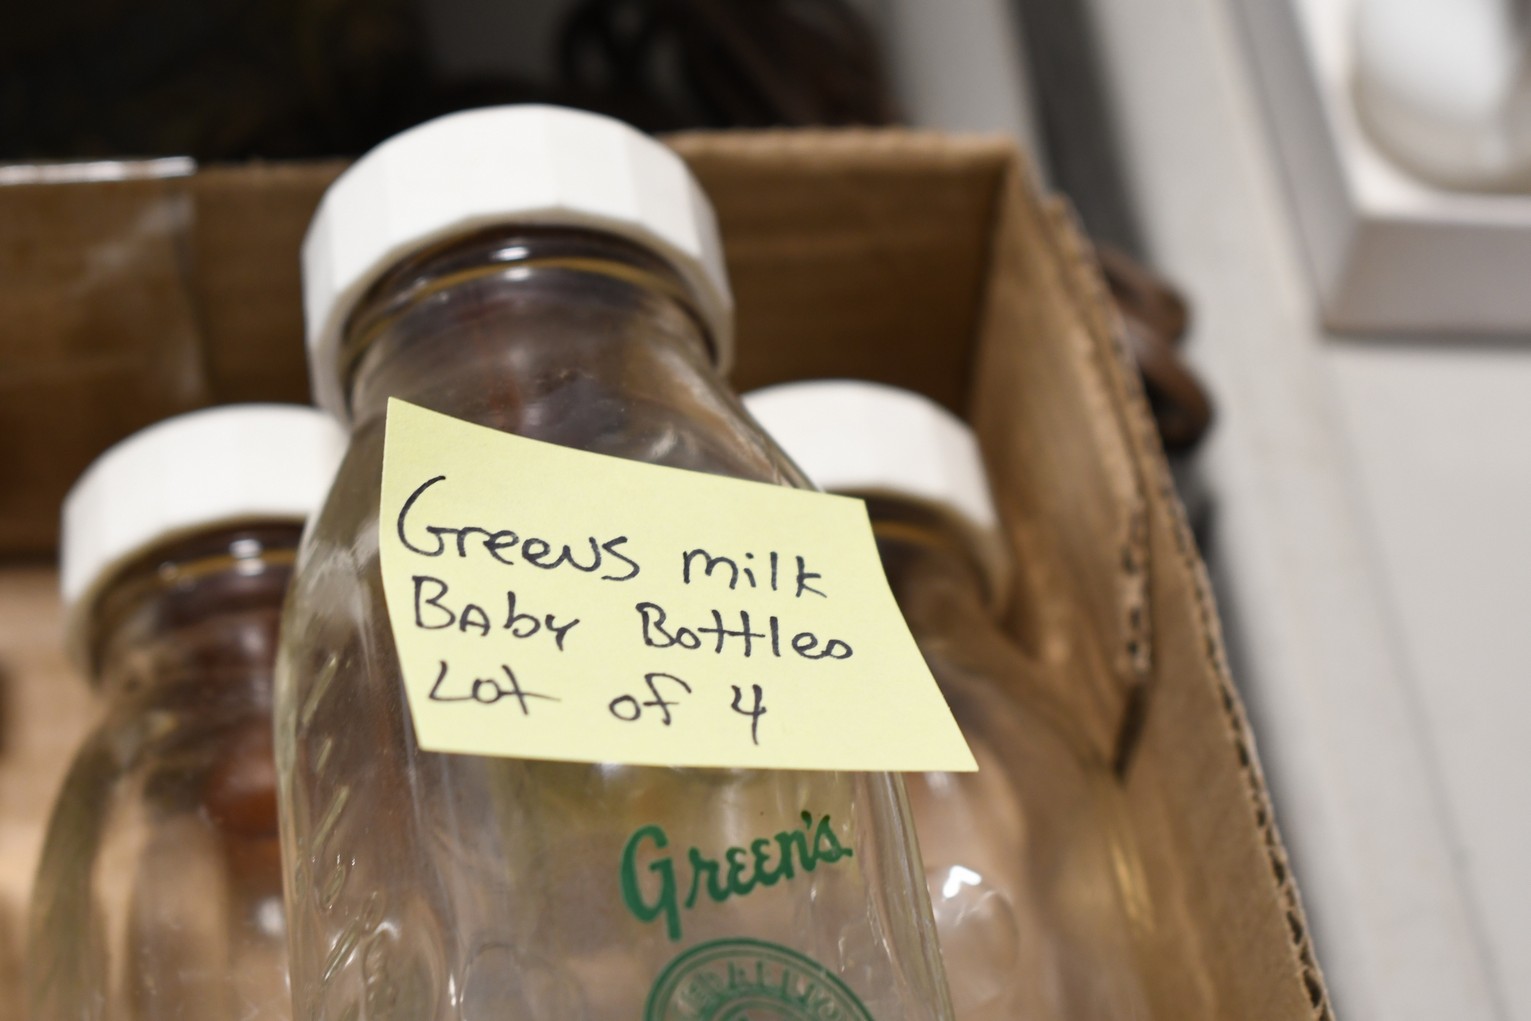 Greens milk
Baby Bottles
Lot of 4
Green's